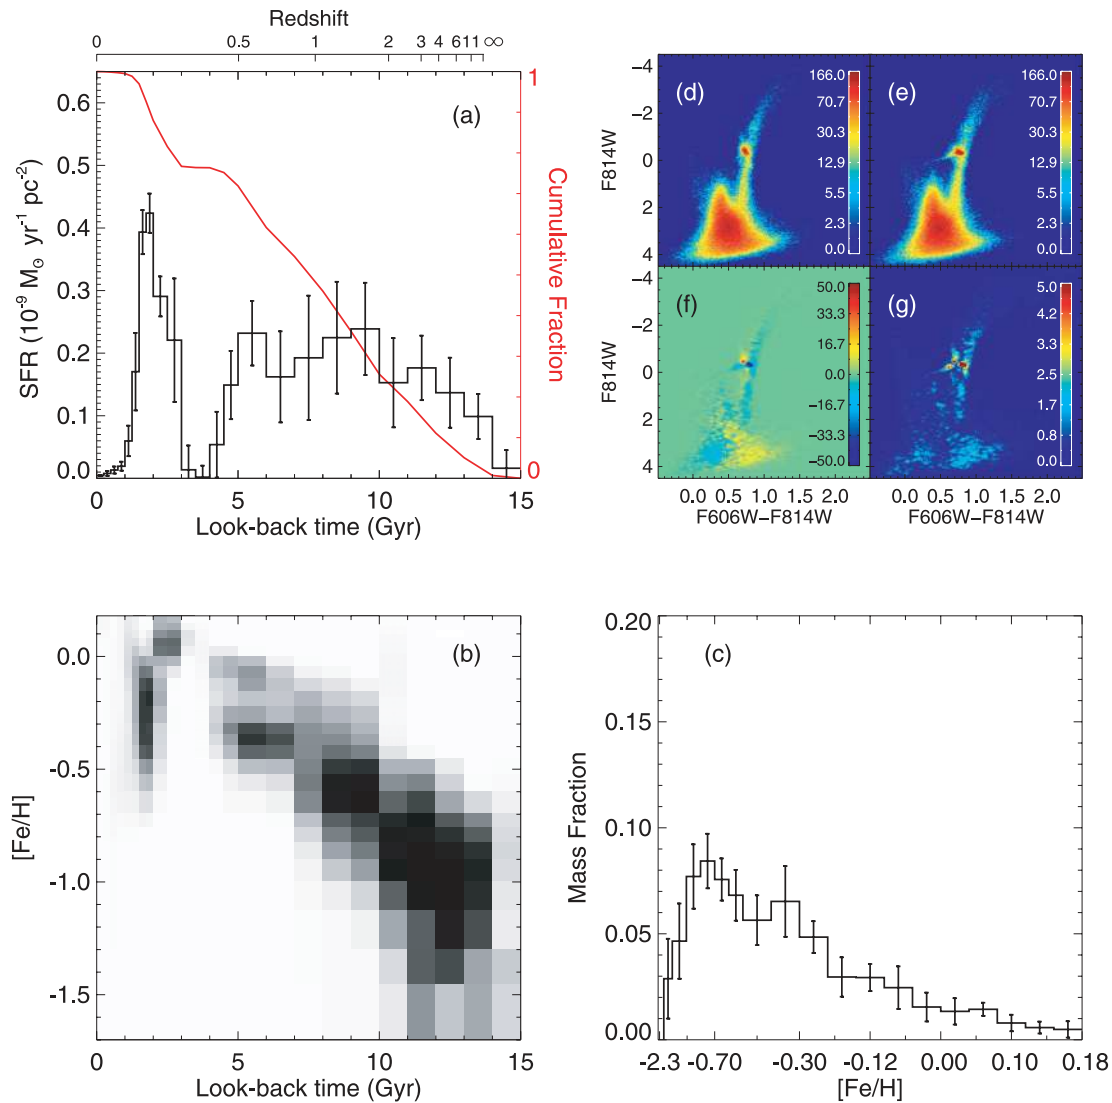 Redshift
0 0.5 1 2 3 4 6 11 ∞
(a)
0.6
0.5
0.4
0.3
0.2
0.1
0.0
SFR (10⁻⁹ M⊙ yr⁻¹ pc⁻²)
1
0
Cumulative Fraction
0 5 10 15
Look-back time (Gyr)
(d)
166.0
70.7
30.3
12.9
5.5
2.3
0.0
(e)
166.0
70.7
30.3
12.9
5.5
2.3
0.0
−4
−2
0
2
4
F814W
(f)
50.0
33.3
16.7
0.0
−16.7
−33.3
−50.0
(g)
5.0
4.2
3.3
2.5
1.7
0.8
0.0
−4
−2
0
2
4
F814W
0.0 0.5 1.0 2.0
F606W−F814W
0.0 0.5 1.0 2.0
F606W−F814W
(b)
0.0
-0.5
-1.0
-1.5
[Fe/H]
0 5 10 15
Look-back time (Gyr)
(c)
0.20
0.15
0.10
0.05
0.00
Mass Fraction
-2.3 -0.70 -0.30 -0.12 0.00 0.10 0.18
[Fe/H]